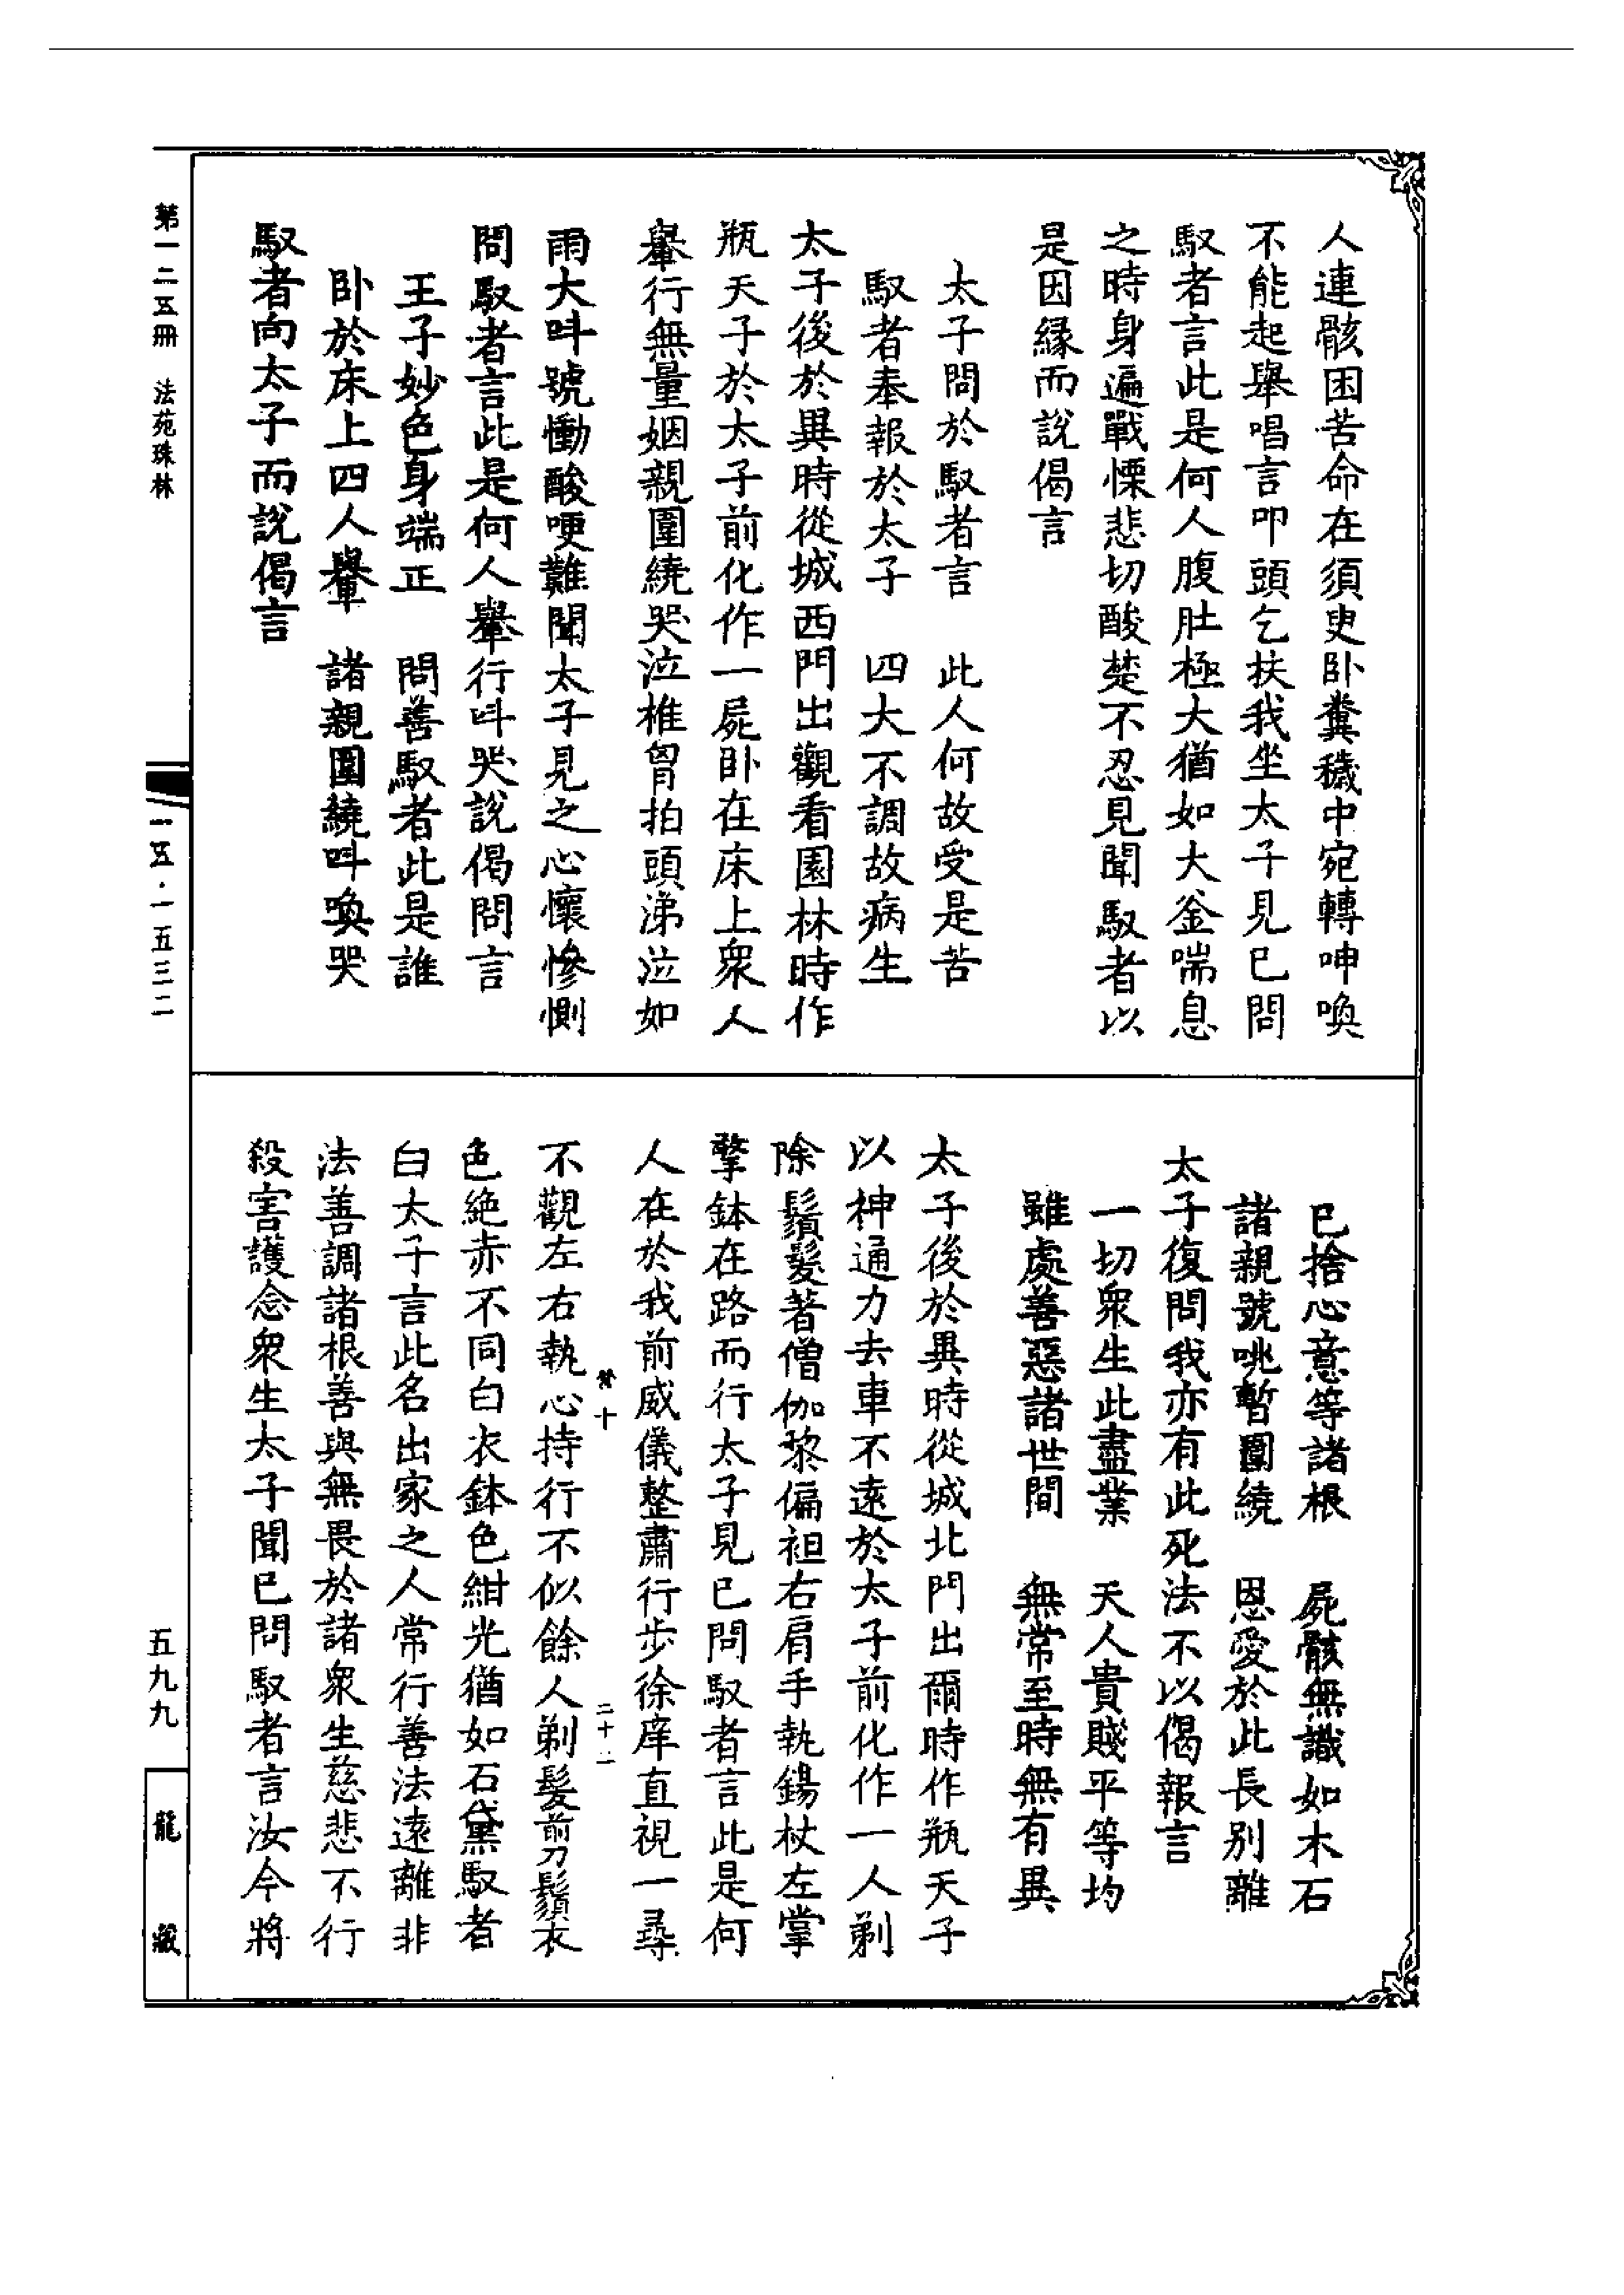 人連骸困苦命在須史卧糞穢中宛轉呻喚
不能起舉唱言叩頭乞扶我坐太子見已問
馭者言此是何人腹肚極大猶如大釜喘息
之時身遍戰慄悲切酸楚不忍見聞馭者以
是因緣而說偈言
太子問於馭者言　此人何故受是苦
馭者奉報於太子　四大不調故病生
太子後於異時從城西門出觀看園林時作
瓶天子於太子前化作一屍卧在床上衆人
轝行無量姻親圍繞哭泣椎胷拍頭涕泣如
雨大叫號慟酸哽難聞太子見之心懷慘惻
問馭者言此是何人轝行叫哭說偈問言
王子妙色身端正　問善馭者此是誰
卧於床上四人轝　諸親圍繞叫喚哭
馭者向太子而說偈言
已捨心意等諸根　屍骸無識如木石
諸親號咷暫圍繞　恩愛於此長别離
太子復問我亦有此死法不以偈報言
一切衆生此盡業　天人貴賤平等均
雖處善惡諸世間　無常至時無有異
太子後於異時從城北門出爾時作瓶天子
以神通力去車不遠於太子前化作一人剃
除鬚髮著僧伽黎偏袒右肩手執錫杖左掌
擎鉢在路而行太子見已問馭者言此是何
人在於我前威儀整肅行步徐庠直視一尋
不觀左右執心持行不似餘人剃髮剪鬚衣
色絶赤不同白衣鉢色紺光猶如石黛馭者
白太子言此名出家之人常行善法遠離非
法善調諸根善與無畏於諸衆生慈悲不行
殺害護念衆生太子聞已問馭者言汝今將
十
二十二
第一二五冊　法苑珠林
一五·一五三二
五九九
龍藏